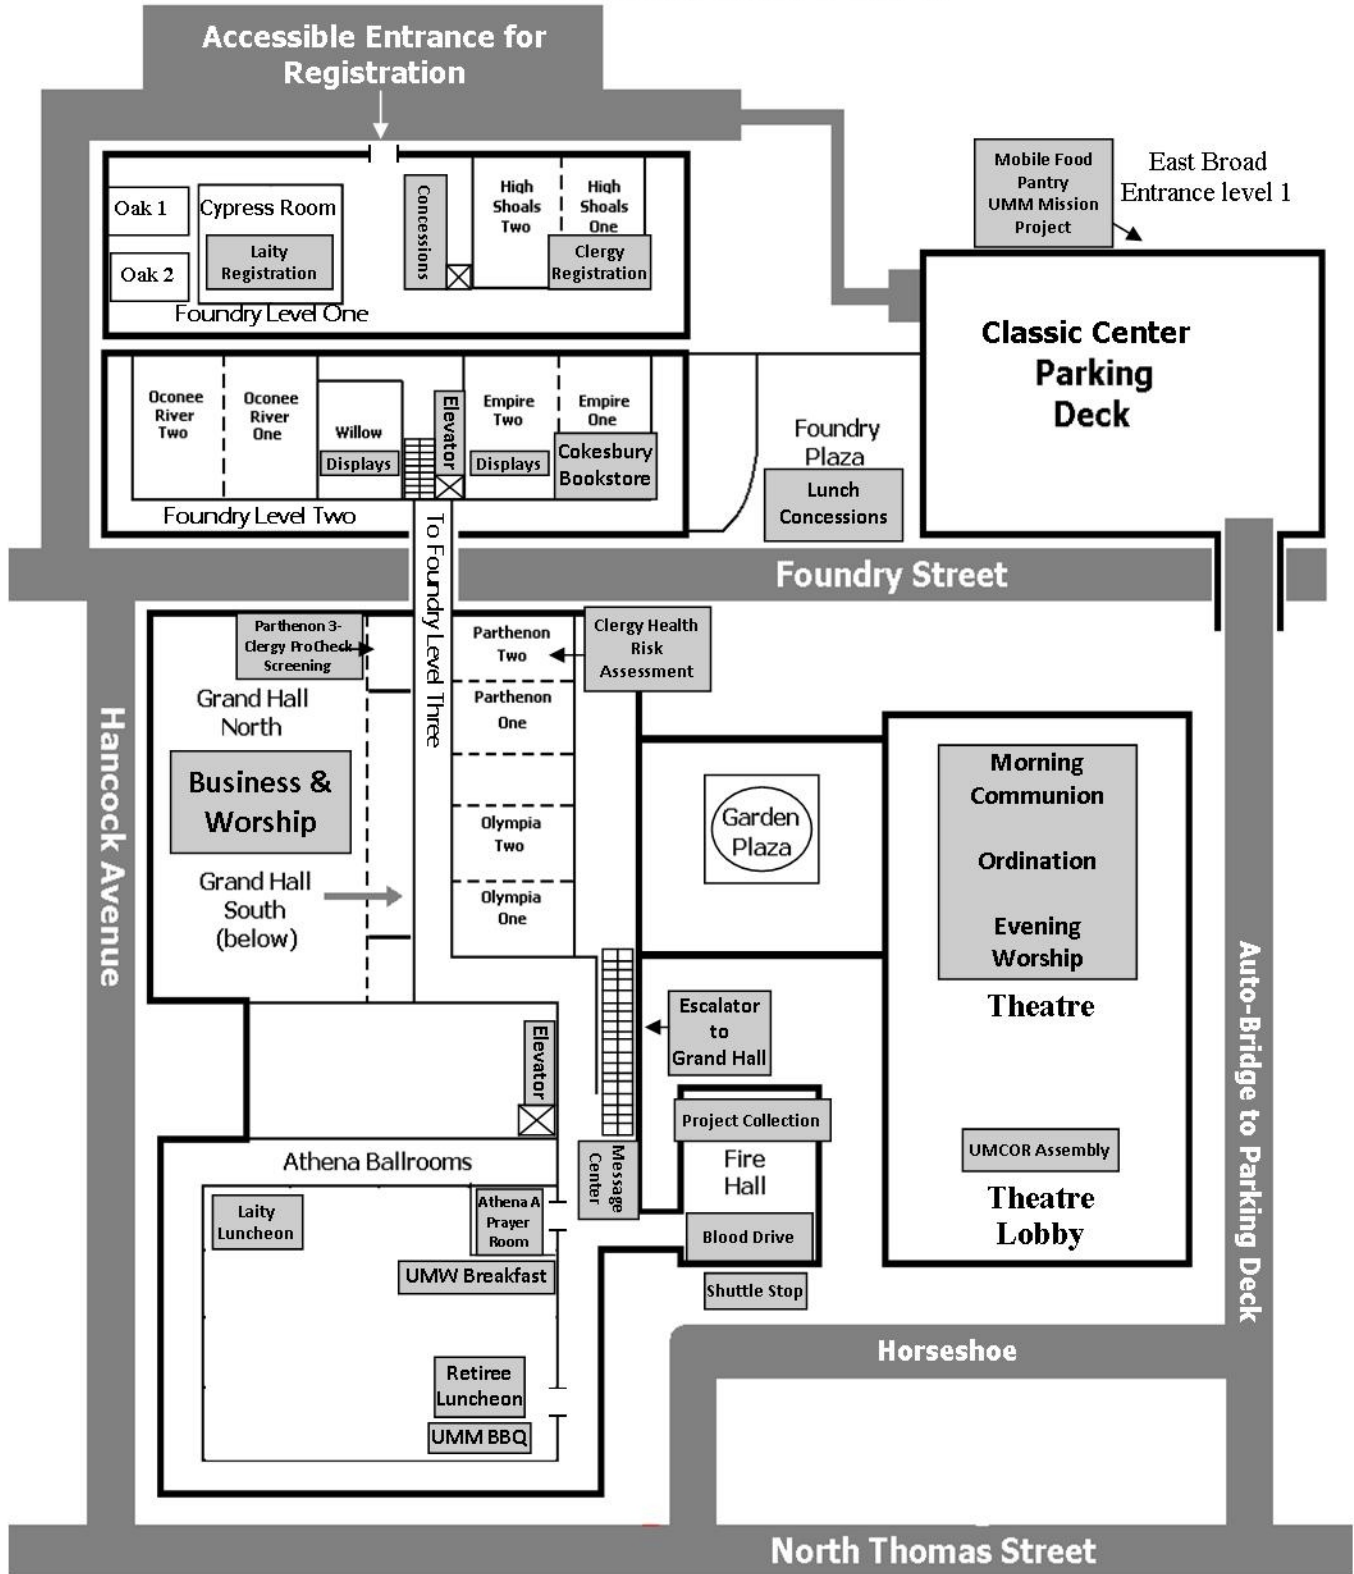 Accessible Entrance for
Registration
Mobile Food
Pantry
UMM Mission
Project
East Broad
Entrance level 1
Oak 1
Oak 2
Cypress Room
Laity
Registration
Concessions
High
Shoals
Two
High
Shoals
One
Clergy
Registration
Foundry Level One
Classic Center
Parking
Deck
Oconee
River
Two
Oconee
River
One
Willow
Displays
Elevator
Empire
Two
Displays
Empire
One
Cokesbury
Bookstore
Foundry Level Two
Foundry
Plaza
Lunch
Concessions
To Foundry Level Three
Foundry Street
Parthenon 3-
Clergy ProCheck
Screening
Grand Hall
North
Business &
Worship
Grand Hall
South
(below)
Parthenon
Two
Clergy Health
Risk
Assessment
Parthenon
One
Olympia
Two
Olympia
One
Garden
Plaza
Morning
Communion
Ordination
Evening
Worship
Theatre
Hancock Avenue
Auto-Bridge to Parking Deck
Escalator
to
Grand Hall
Elevator
Project Collection
Fire
Hall
Blood Drive
Shuttle Stop
UMCOR Assembly
Theatre
Lobby
Message
Center
Athena Ballrooms
Laity
Luncheon
Athena A
Prayer
Room
UMW Breakfast
Retiree
Luncheon
UMM BBQ
Horseshoe
North Thomas Street